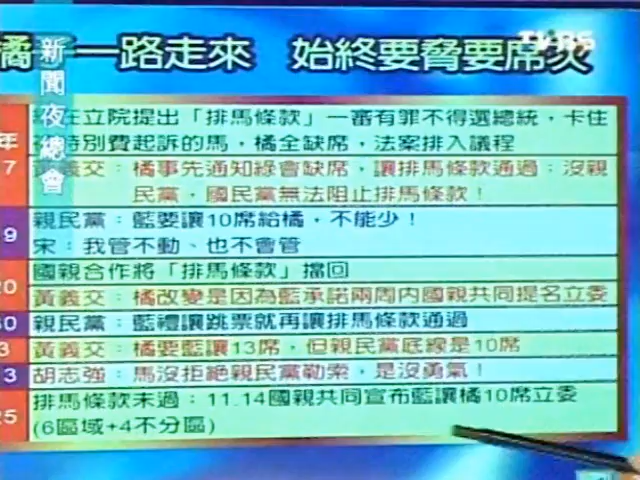 TVBS
新聞夜總會
橘 一路走來 始終要脅要席次
在立院提出「排馬條款」一審有罪不得選總統，卡住
特別費起訴的馬，橘全缺席，法案排入議程
年
7
黃義交：橘事先通知綠會缺席，讓排馬條款通過；沒親
民黨，國民黨無法阻止排馬條款！
9
親民黨：藍要讓10席給橘，不能少！
宋：我管不動、也不會管
國親合作將「排馬條款」擋回
20
黃義交：橘改變是因為藍承諾兩周內國親共同提名立委
30
親民黨：藍禮讓跳票就再讓排馬條款通過
3
黃義交：橘要藍讓13席，但親民黨底線是10席
13
胡志強：馬沒拒絕親民黨勒索，是沒勇氣！
25
排馬條款未過；11.14國親共同宣布藍讓橘10席立委
(6區域+4不分區)